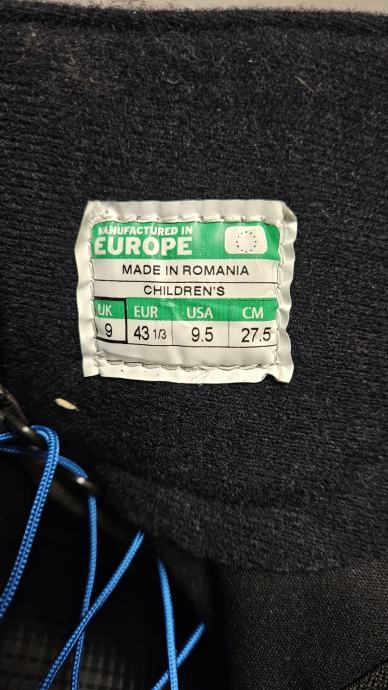 MANUFACTURED IN
EUROPE
MADE IN ROMANIA
CHILDREN'S
UK EUR USA CM
9 43 1/3 9.5 27.5